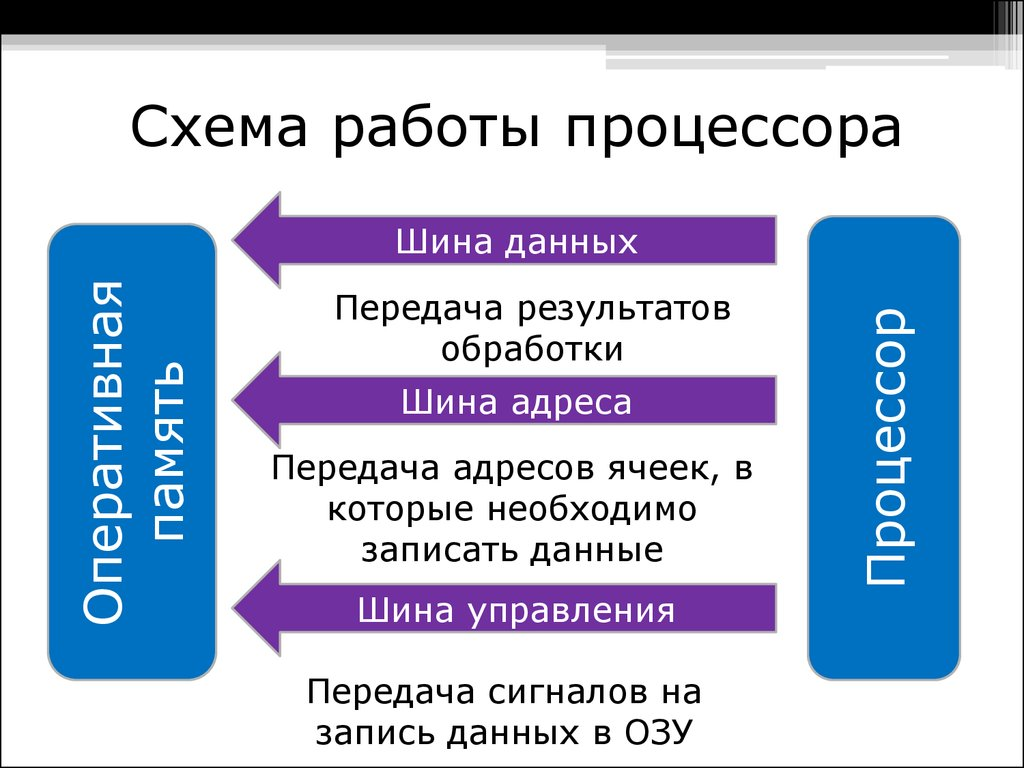 Схема работы процессора
Оперативная
память
Шина данных
Передача результатов
обработки
Шина адреса
Передача адресов ячеек, в
которые необходимо
записать данные
Шина управления
Передача сигналов на
запись данных в ОЗУ
Процессор